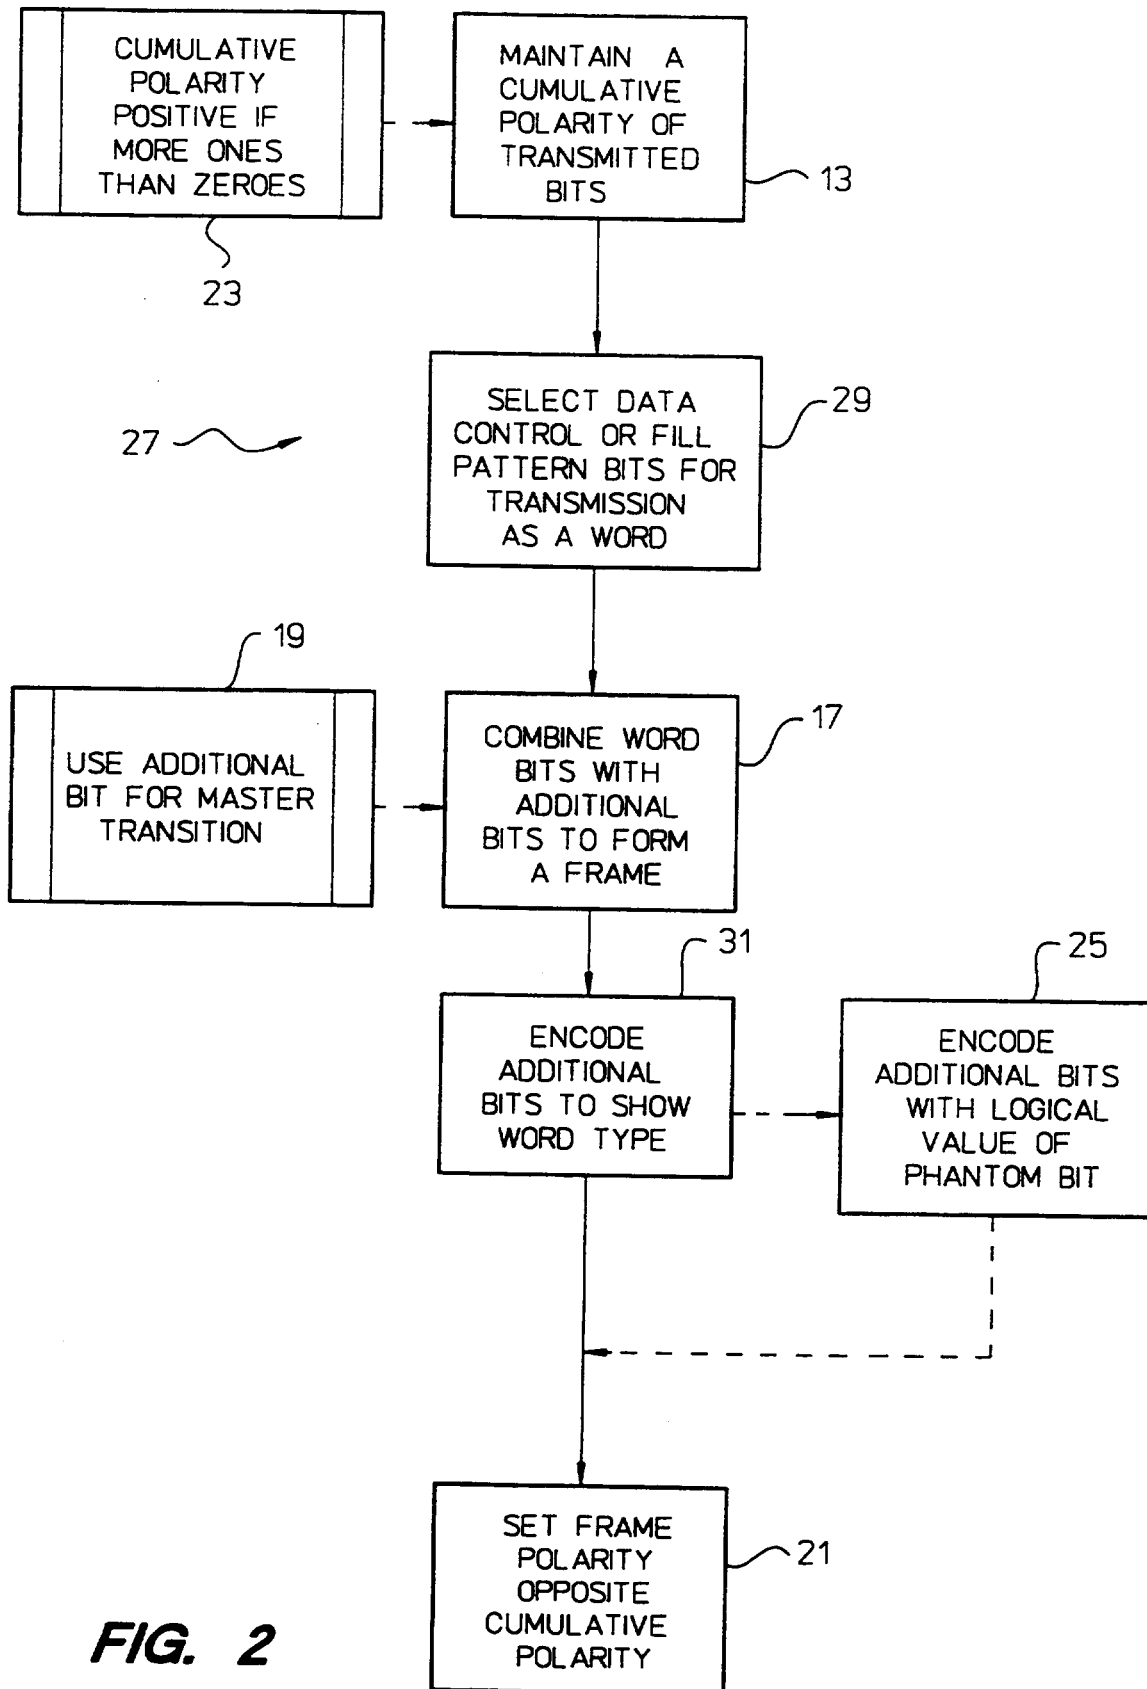 CUMULATIVE
POLARITY
POSITIVE IF
MORE ONES
THAN ZEROES
23
MAINTAIN A
CUMULATIVE
POLARITY OF
TRANSMITTED
BITS
13
27
SELECT DATA
CONTROL OR FILL
PATTERN BITS FOR
TRANSMISSION
AS A WORD
29
19
USE ADDITIONAL
BIT FOR MASTER
TRANSITION
COMBINE WORD
BITS WITH
ADDITIONAL
BITS TO FORM
A FRAME
17
31
ENCODE
ADDITIONAL
BITS TO SHOW
WORD TYPE
25
ENCODE
ADDITIONAL BITS
WITH LOGICAL
VALUE OF
PHANTOM BIT
SET FRAME
POLARITY
OPPOSITE
CUMULATIVE
POLARITY
21
FIG. 2